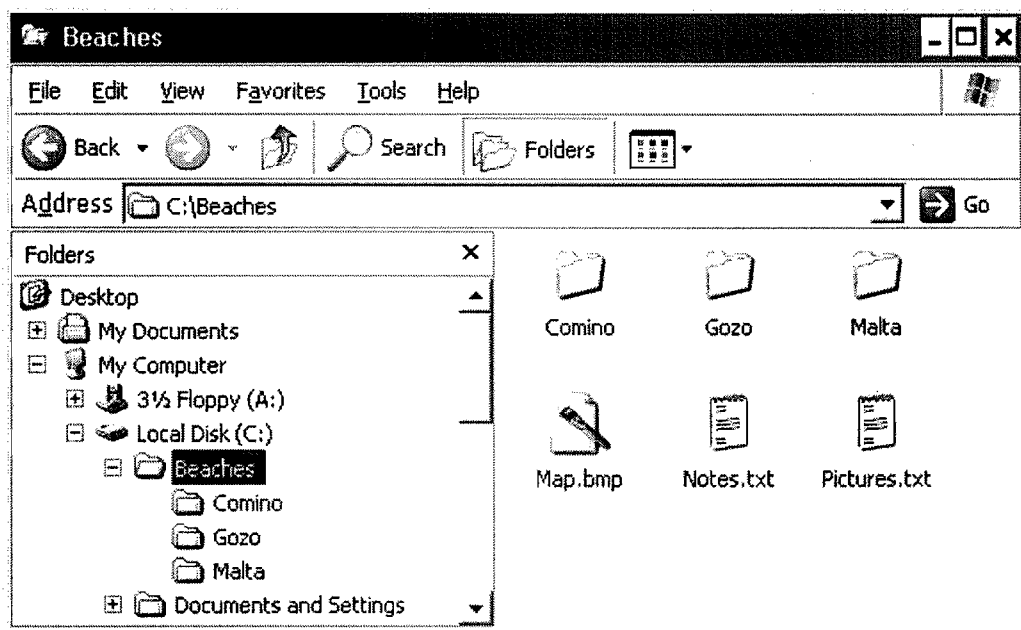 Beaches
File Edit View Favorites Tools Help
Back Search Folders
Address C:\Beaches Go
Folders
Desktop
My Documents
My Computer
3½ Floppy (A:)
Local Disk (C:)
Beaches
Comino
Gozo
Malta
Documents and Settings
Comino Gozo Malta
Map.bmp Notes.txt Pictures.txt